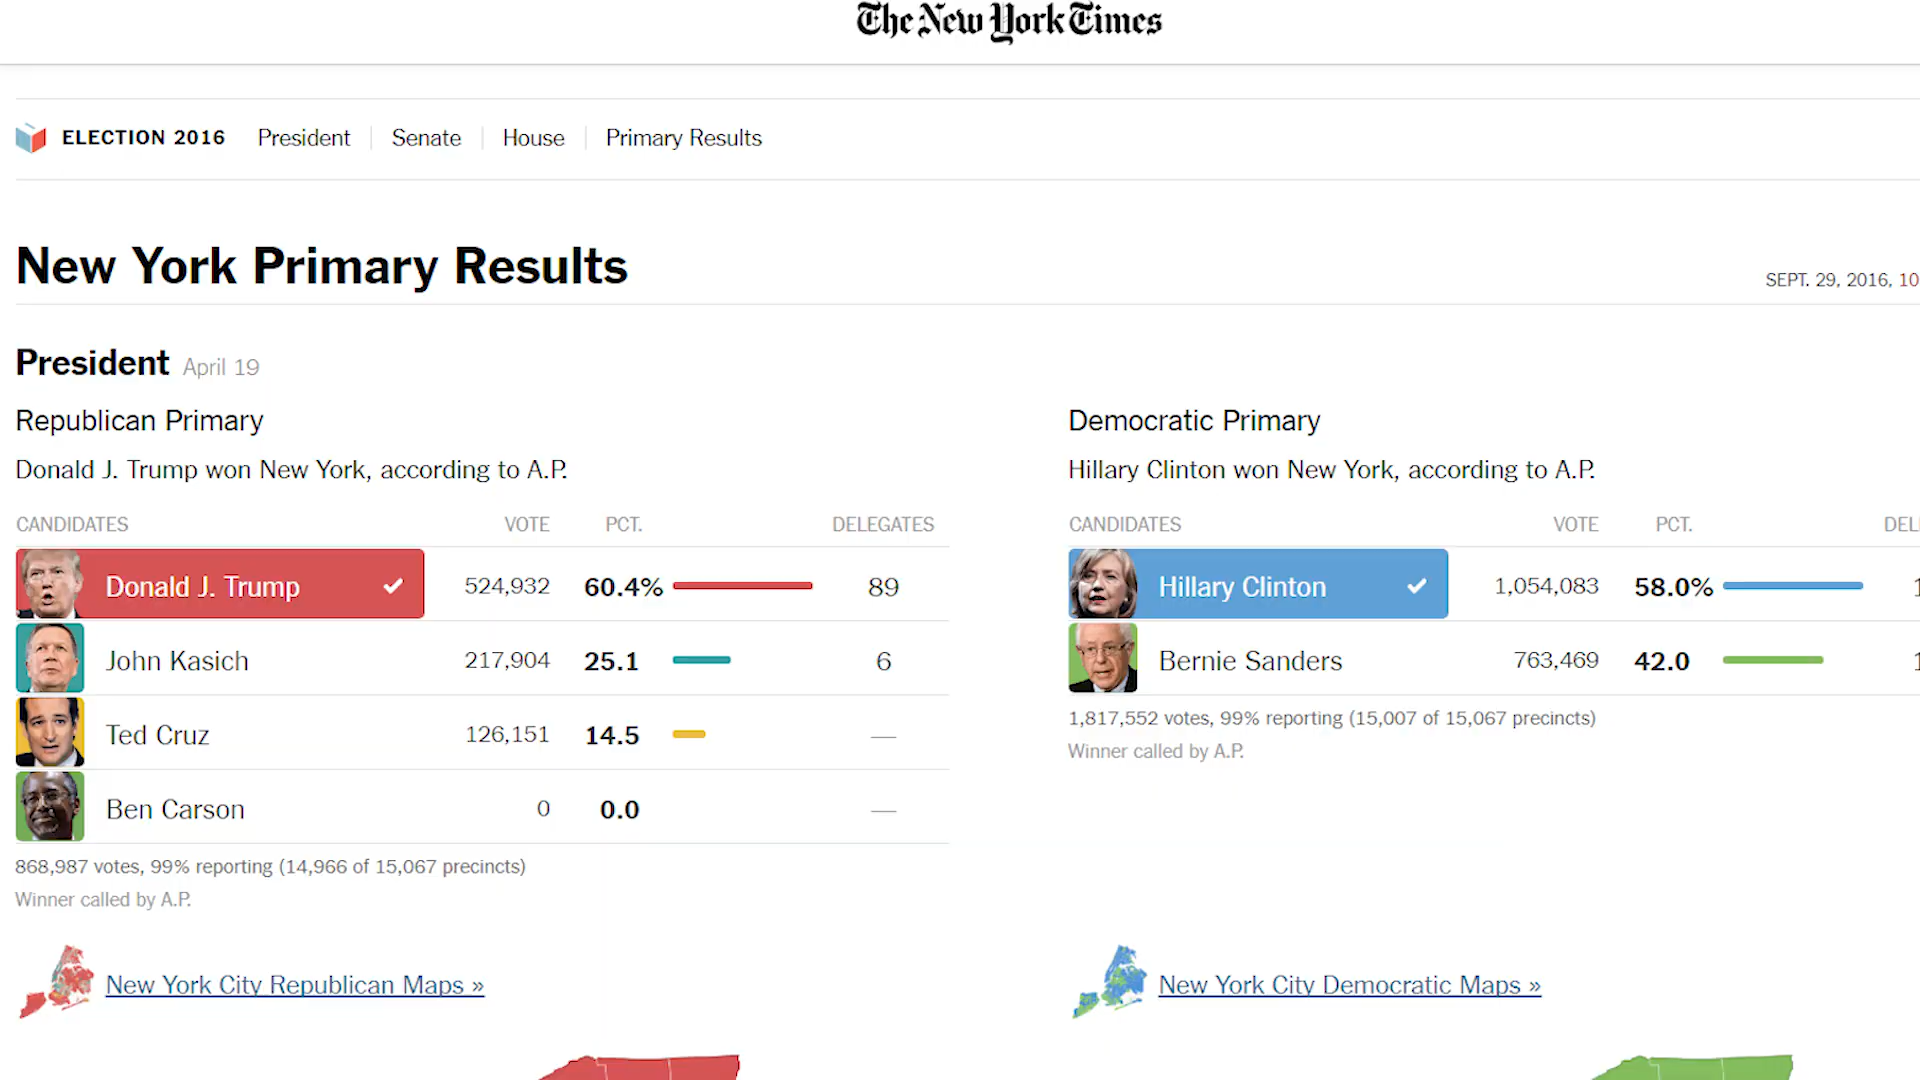 The New York Times
ELECTION 2016 President Senate House Primary Results
New York Primary Results
SEPT. 29, 2016, 10
President April 19
Republican Primary
Donald J. Trump won New York, according to A.P.
CANDIDATES VOTE PCT. DELEGATES
Donald J. Trump 524,932 60.4% 89
John Kasich 217,904 25.1 6
Ted Cruz 126,151 14.5 —
Ben Carson 0 0.0 —
868,987 votes, 99% reporting (14,966 of 15,067 precincts)
Winner called by A.P.
New York City Republican Maps »
Democratic Primary
Hillary Clinton won New York, according to A.P.
CANDIDATES VOTE PCT. DEL
Hillary Clinton 1,054,083 58.0% 1
Bernie Sanders 763,469 42.0 1
1,817,552 votes, 99% reporting (15,007 of 15,067 precincts)
Winner called by A.P.
New York City Democratic Maps »